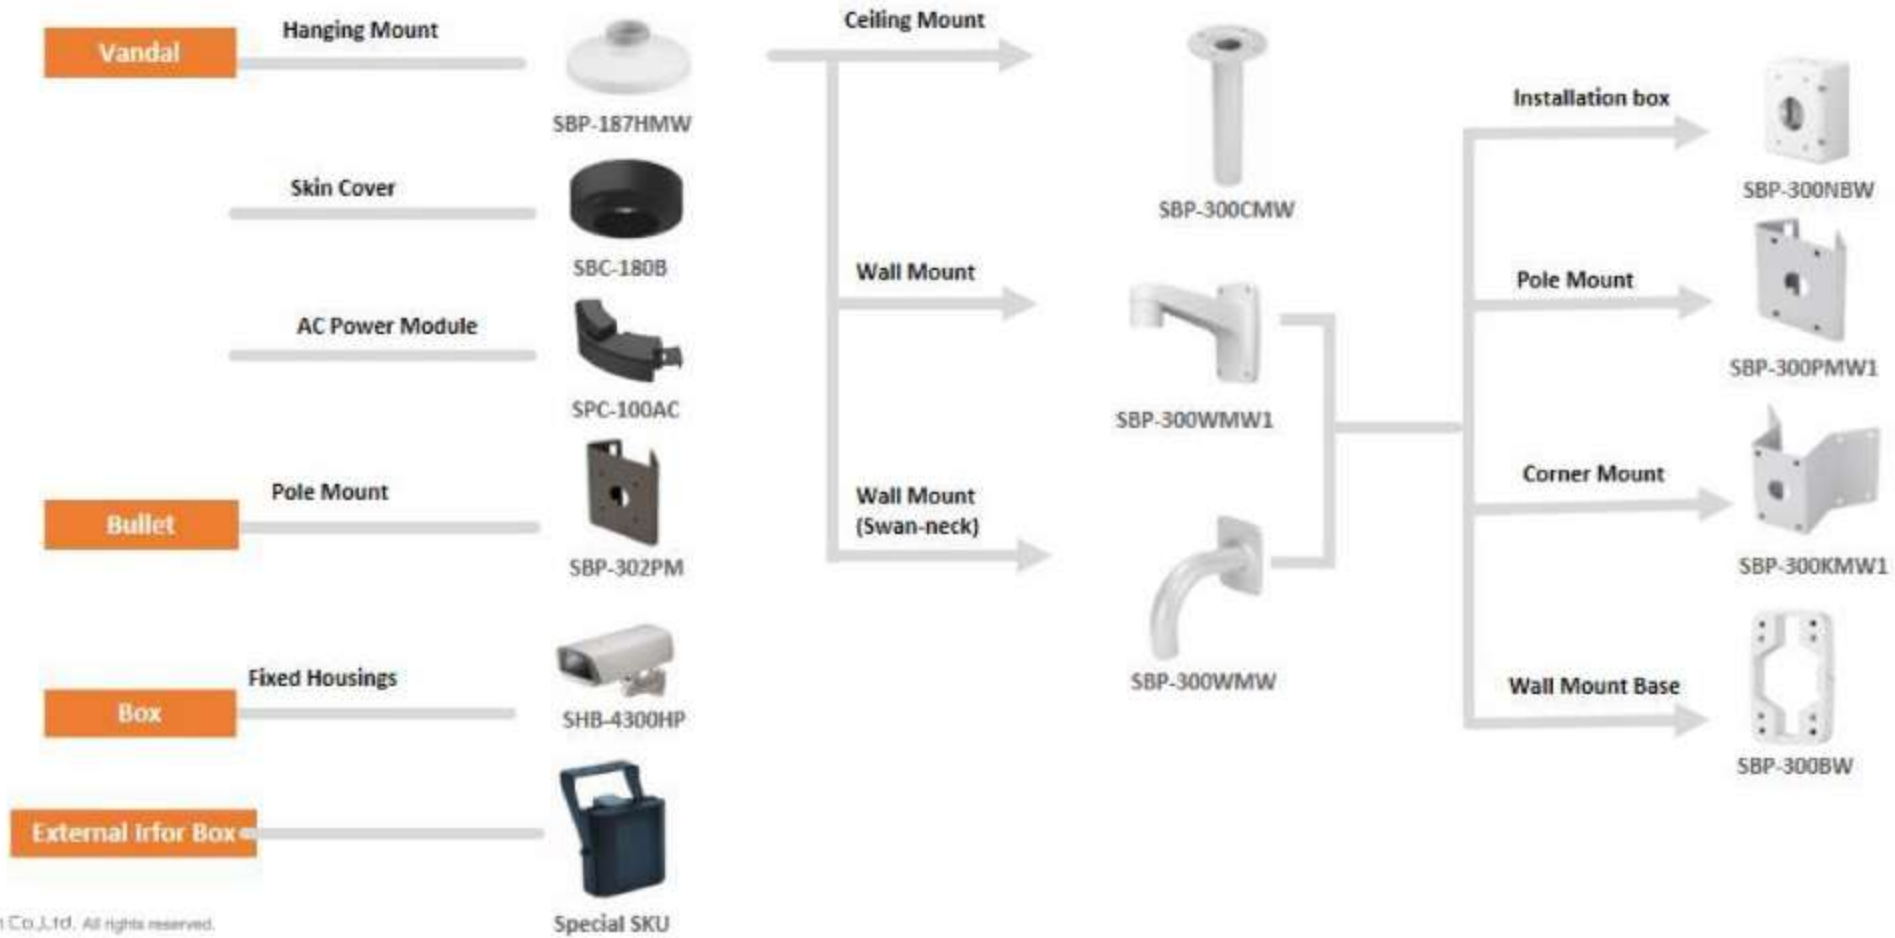 Vandal
Hanging Mount
SBP-187HMW
Skin Cover
SBC-180B
AC Power Module
SPC-100AC
Bullet
Pole Mount
SBP-302PM
Box
Fixed Housings
SHB-4300HP
External Irfor Box
Special SKU
Ceiling Mount
SBP-300CMW
Wall Mount
SBP-300WMW1
Wall Mount
(Swan-neck)
SBP-300WMW
Installation box
SBP-300NBW
Pole Mount
SBP-300PMW1
Corner Mount
SBP-300KMW1
Wall Mount Base
SBP-300BW
Co.,Ltd. All rights reserved.